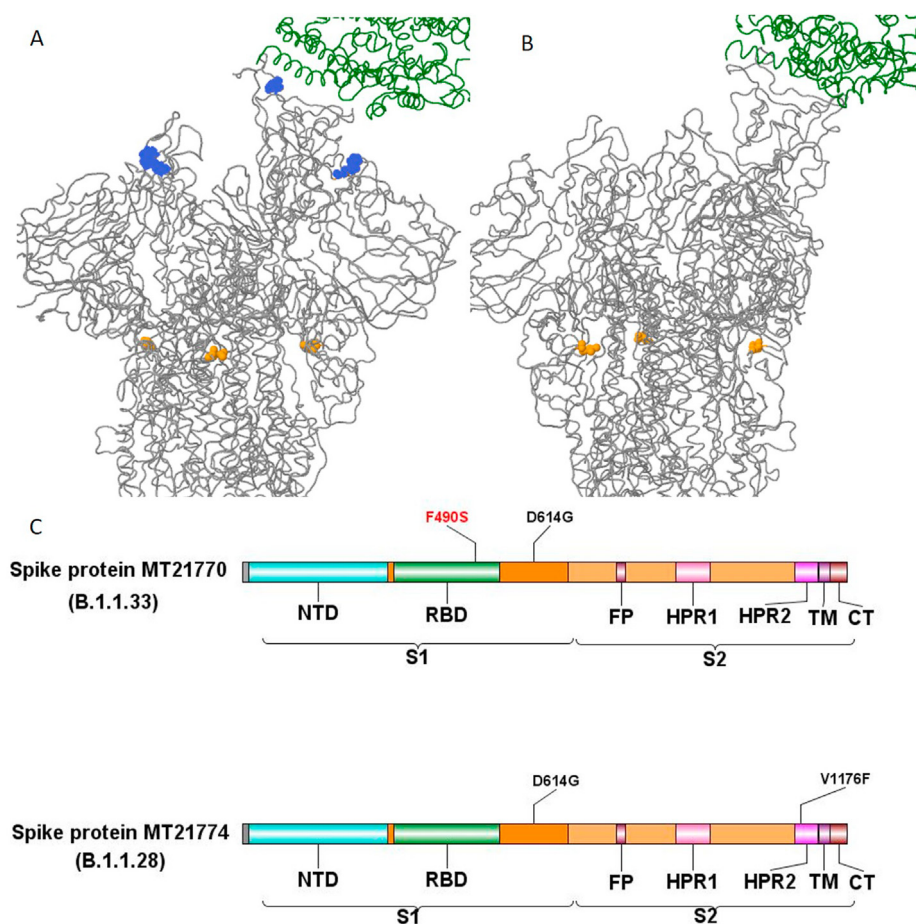 A
B
C
F490S
D614G
Spike protein MT21770
(B.1.1.33)
NTD
RBD
FP
HPR1
HPR2
TM
CT
S1
S2
D614G
V1176F
Spike protein MT21774
(B.1.1.28)
NTD
RBD
FP
HPR1
HPR2
TM
CT
S1
S2